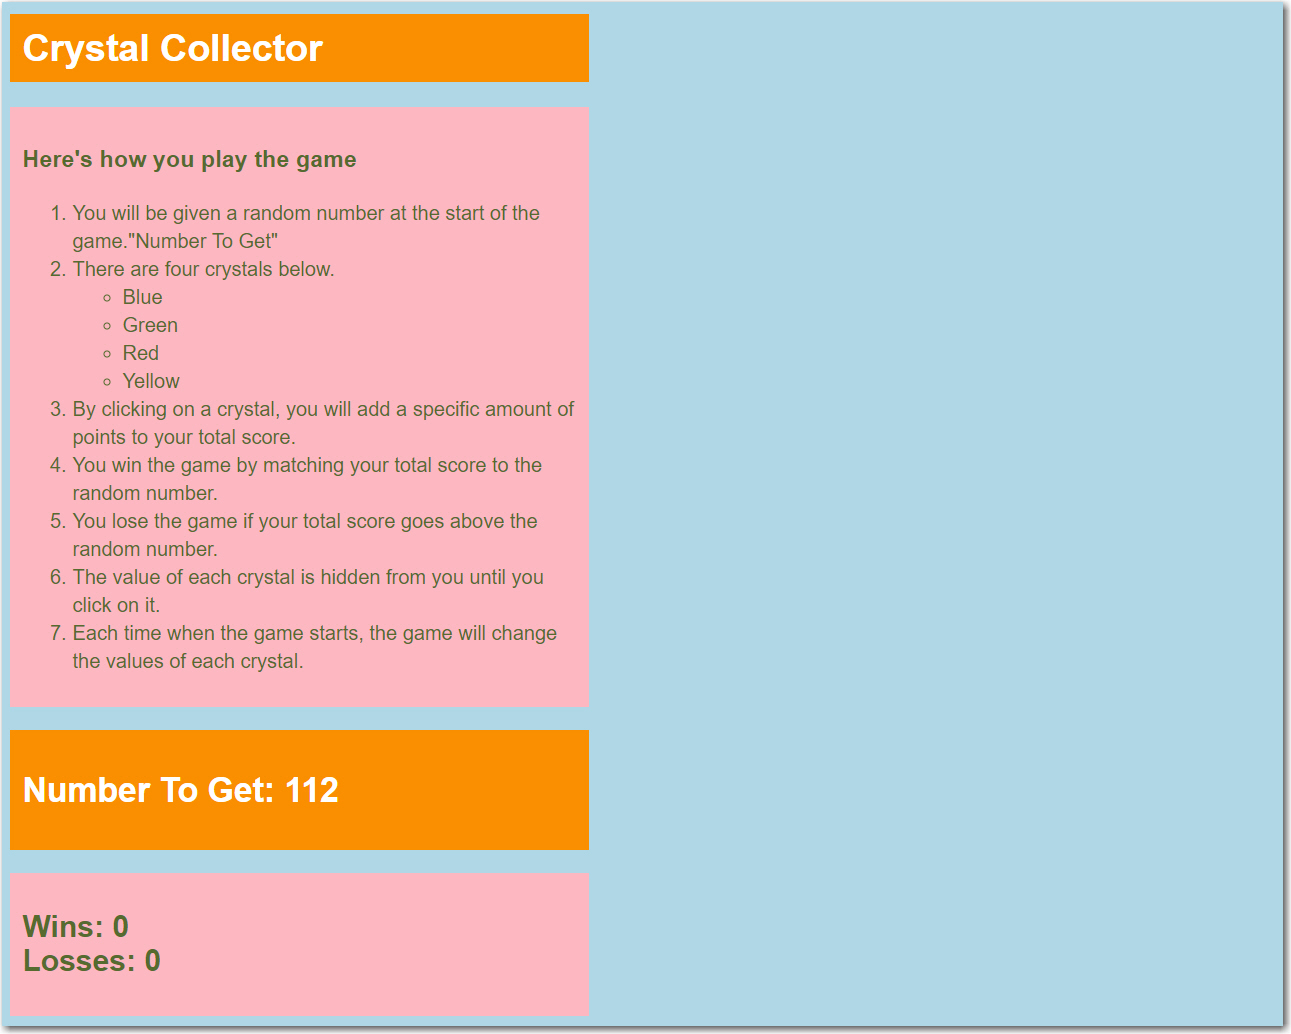 Crystal Collector
Here's how you play the game
1. You will be given a random number at the start of the
game."Number To Get"
2. There are four crystals below.
○ Blue
○ Green
○ Red
○ Yellow
3. By clicking on a crystal, you will add a specific amount of
points to your total score.
4. You win the game by matching your total score to the
random number.
5. You lose the game if your total score goes above the
random number.
6. The value of each crystal is hidden from you until you
click on it.
7. Each time when the game starts, the game will change
the values of each crystal.
Number To Get: 112
Wins: 0
Losses: 0